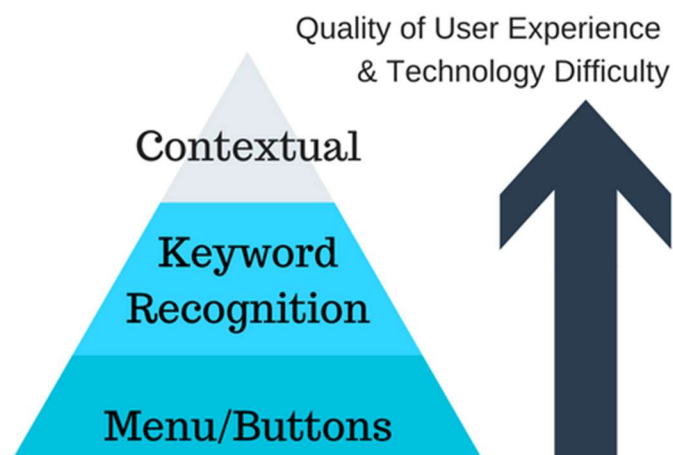 Quality of User Experience
& Technology Difficulty
Contextual
Keyword
Recognition
Menu/Buttons